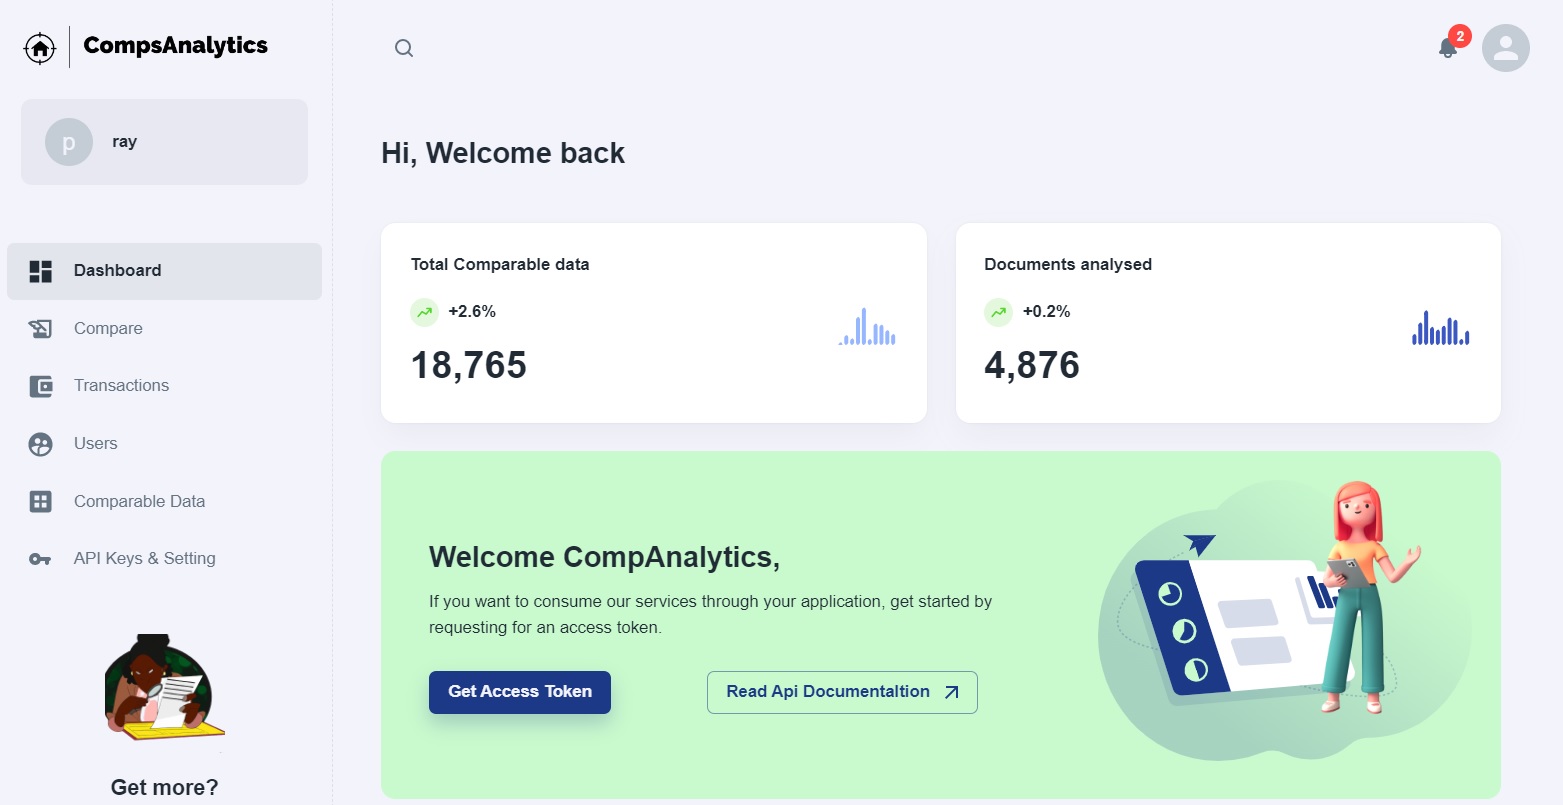 CompsAnalytics
2
p
ray
Hi, Welcome back
Dashboard
Compare
Transactions
Users
Comparable Data
API Keys & Setting
Get more?
Total Comparable data
+2.6%
18,765
Documents analysed
+0.2%
4,876
Welcome CompAnalytics,
If you want to consume our services through your application, get started by
requesting for an access token.
Get Access Token
Read Api Documentaltion